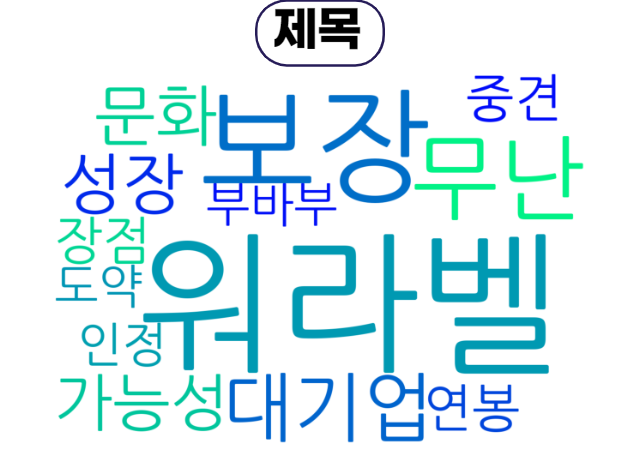 제목
문화
보장
중견
성장
부바부
무난
장점
도약
워라벨
인정
가능성
대기업
연봉